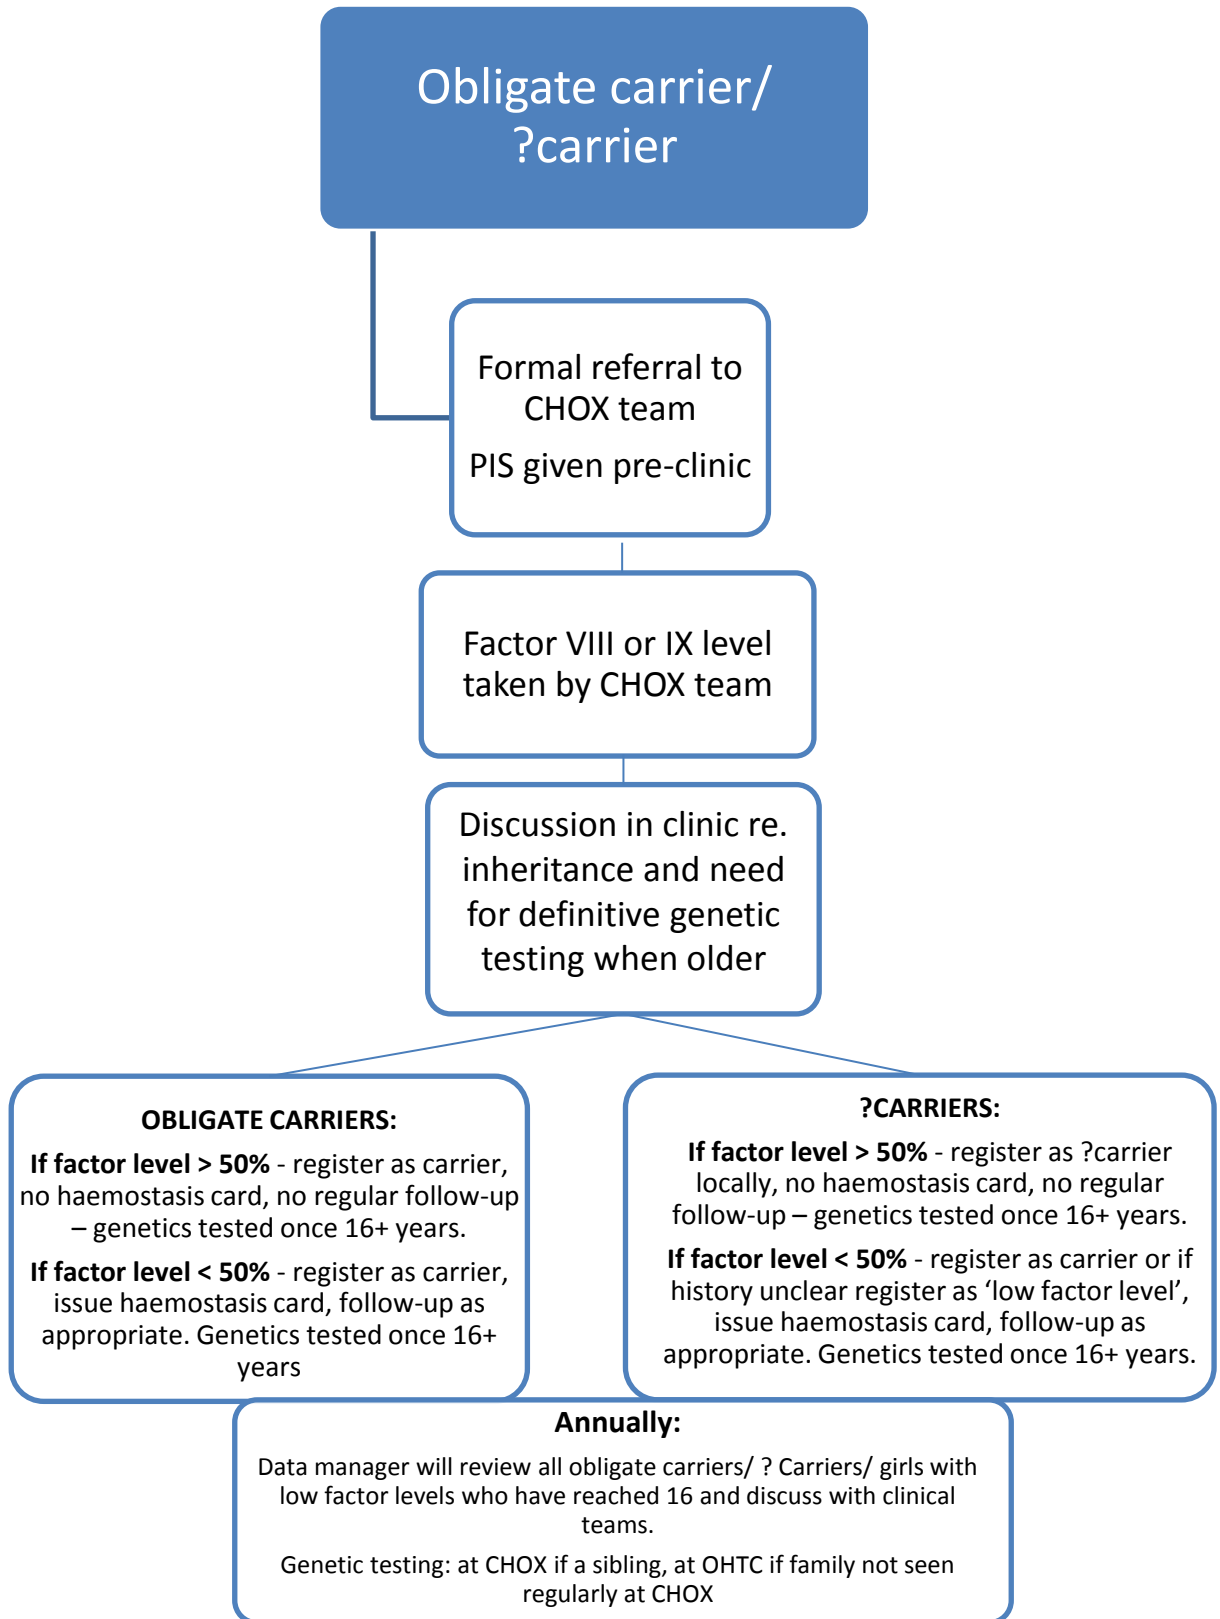 Obligate carrier/
?carrier
Formal referral to
CHOX team
PIS given pre-clinic
Factor VIII or IX level
taken by CHOX team
Discussion in clinic re.
inheritance and need
for definitive genetic
testing when older
OBLIGATE CARRIERS:
If factor level > 50% - register as carrier,
no haemostasis card, no regular follow-up
– genetics tested once 16+ years.
If factor level < 50% - register as carrier,
issue haemostasis card, follow-up as
appropriate. Genetics tested once 16+
years
?CARRIERS:
If factor level > 50% - register as ?carrier
locally, no haemostasis card, no regular
follow-up – genetics tested once 16+ years.
If factor level < 50% - register as carrier or if
history unclear register as ‘low factor level’,
issue haemostasis card, follow-up as
appropriate. Genetics tested once 16+ years.
Annually:
Data manager will review all obligate carriers/ ? Carriers/ girls with
low factor levels who have reached 16 and discuss with clinical
teams.
Genetic testing: at CHOX if a sibling, at OHTC if family not seen
regularly at CHOX